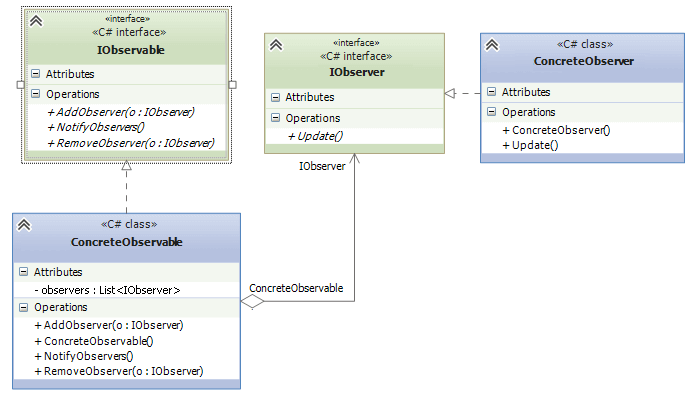 «interface»
«C# interface»
IObservable
Attributes
Operations
+ AddObserver(o : IObserver)
+ NotifyObservers()
+ RemoveObserver(o : IObserver)
«interface»
«C# interface»
IObserver
Attributes
Operations
+ Update()
«C# class»
ConcreteObserver
Attributes
Operations
+ ConcreteObserver()
+ Update()
IObserver
«C# class»
ConcreteObservable
Attributes
- observers : List<IObserver>
Operations
+ AddObserver(o : IObserver)
+ ConcreteObservable()
+ NotifyObservers()
+ RemoveObserver(o : IObserver)
ConcreteObservable